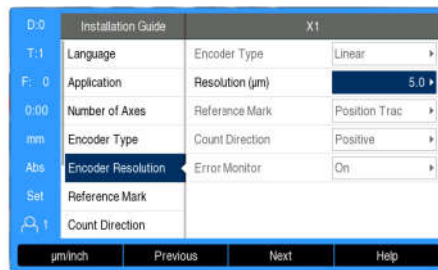 D:0 Installation Guide X1
T:1 Language Encoder Type Linear
F: 0 Application Resolution (µm) 5.0
0:00 Number of Axes Reference Mark Position Trac
mm Encoder Type Count Direction Positive
Abs Encoder Resolution Error Monitor On
Set Reference Mark
1 Count Direction
µm/inch Previous Next Help